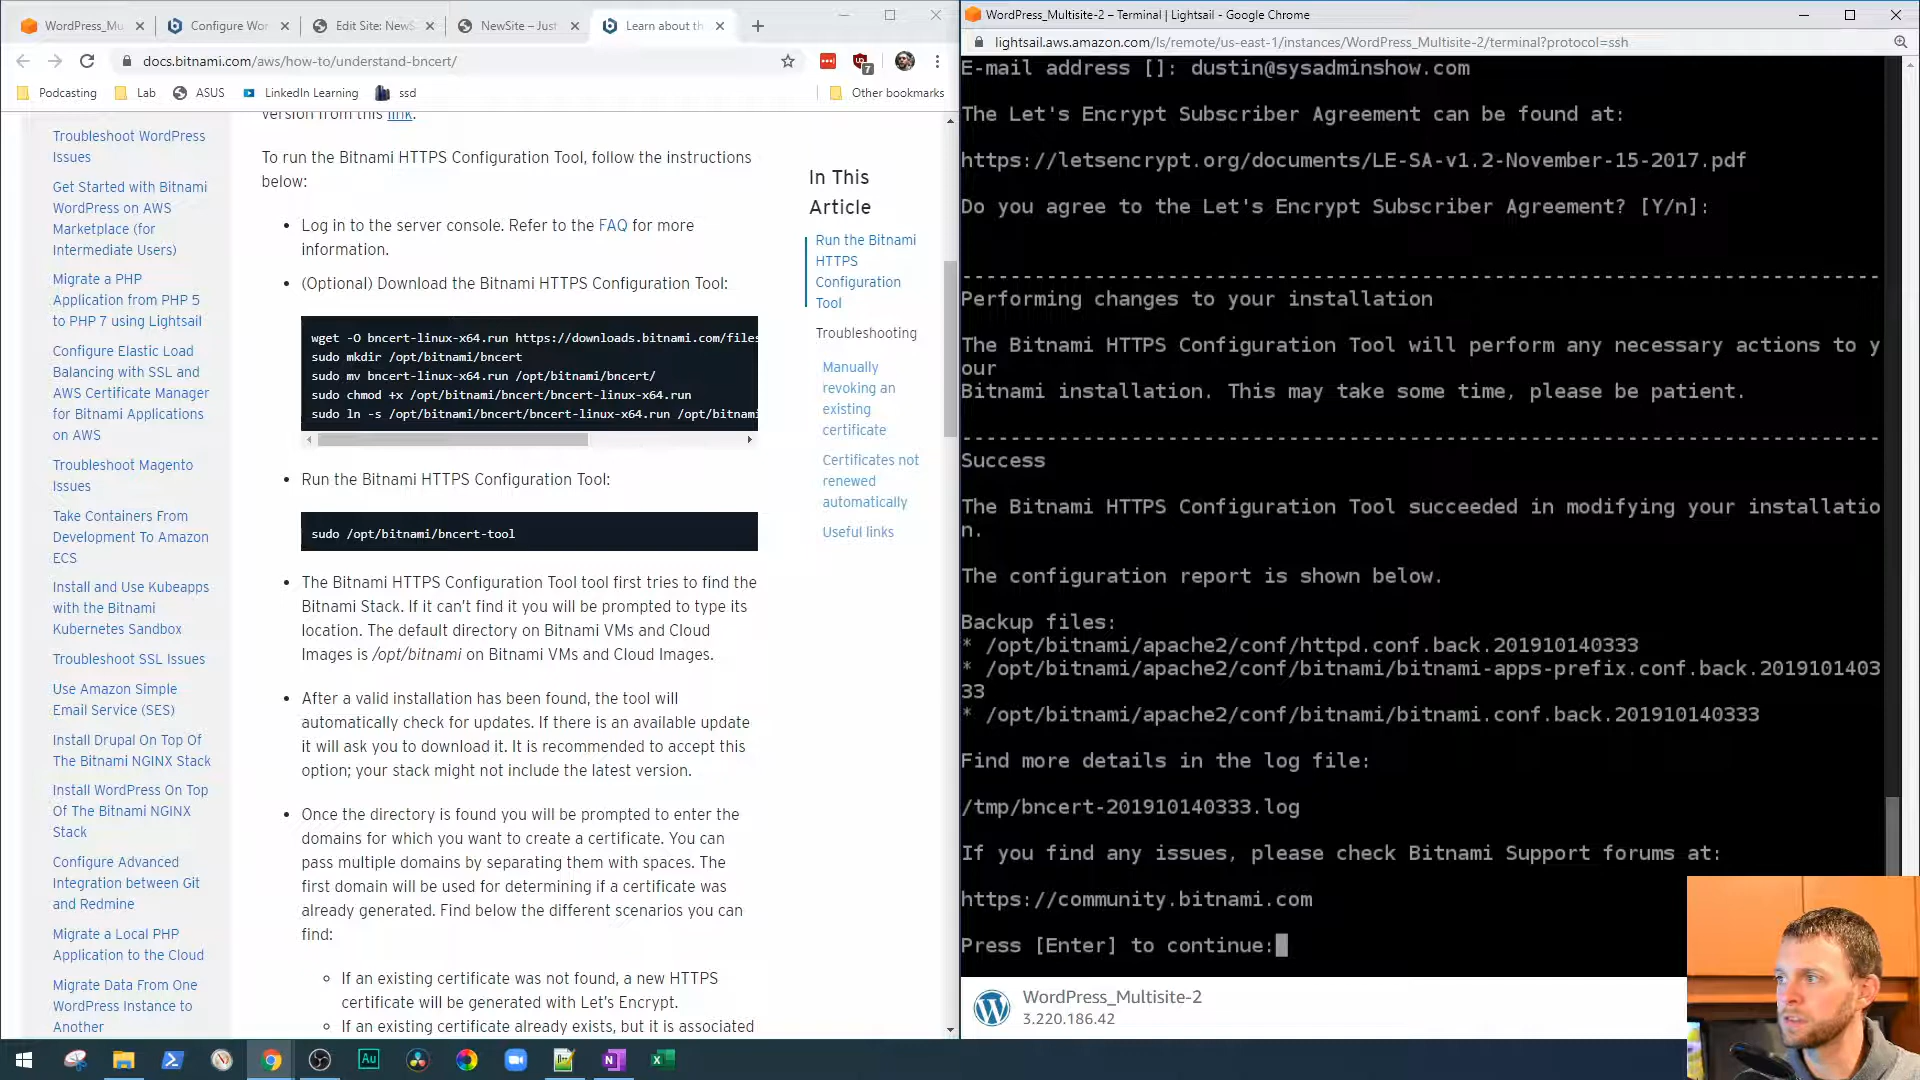 WordPress_Mu
Configure Wor
Edit Site: NewS
NewSite – Just
Learn about th
docs.bitnami.com/aws/how-to/understand-bncert/
7
Podcasting
Lab
ASUS
LinkedIn Learning
ssd
Other bookmarks
Troubleshoot WordPress
Issues
Get Started with Bitnami
WordPress on AWS
Marketplace (for
Intermediate Users)
Migrate a PHP
Application from PHP 5
to PHP 7 using Lightsail
Configure Elastic Load
Balancing with SSL and
AWS Certificate Manager
for Bitnami Applications
on AWS
Troubleshoot Magento
Issues
Take Containers From
Development To Amazon
ECS
Install and Use Kubeapps
with the Bitnami
Kubernetes Sandbox
Troubleshoot SSL Issues
Use Amazon Simple
Email Service (SES)
Install Drupal On Top Of
The Bitnami NGINX Stack
Install WordPress On Top
Of The Bitnami NGINX
Stack
Configure Advanced
Integration between Git
and Redmine
Migrate a Local PHP
Application to the Cloud
Migrate Data From One
WordPress Instance to
Another
version from this link.
To run the Bitnami HTTPS Configuration Tool, follow the instructions
below:
• Log in to the server console. Refer to the FAQ for more
information.
• (Optional) Download the Bitnami HTTPS Configuration Tool:
wget -O bncert-linux-x64.run https://downloads.bitnami.com/files
sudo mkdir /opt/bitnami/bncert
sudo mv bncert-linux-x64.run /opt/bitnami/bncert/
sudo chmod +x /opt/bitnami/bncert/bncert-linux-x64.run
sudo ln -s /opt/bitnami/bncert/bncert-linux-x64.run /opt/bitnami
• Run the Bitnami HTTPS Configuration Tool:
sudo /opt/bitnami/bncert-tool
• The Bitnami HTTPS Configuration Tool tool first tries to find the
Bitnami Stack. If it can't find it you will be prompted to type its
location. The default directory on Bitnami VMs and Cloud
Images is /opt/bitnami on Bitnami VMs and Cloud Images.
• After a valid installation has been found, the tool will
automatically check for updates. If there is an available update
it will ask you to download it. It is recommended to accept this
option; your stack might not include the latest version.
• Once the directory is found you will be prompted to enter the
domains for which you want to create a certificate. You can
pass multiple domains by separating them with spaces. The
first domain will be used for determining if a certificate was
already generated. Find below the different scenarios you can
find:
◦ If an existing certificate was not found, a new HTTPS
certificate will be generated with Let's Encrypt.
◦ If an existing certificate already exists, but it is associated
In This
Article
Run the Bitnami
HTTPS
Configuration
Tool
Troubleshooting
Manually
revoking an
existing
certificate
Certificates not
renewed
automatically
Useful links
WordPress_Multisite-2 – Terminal | Lightsail - Google Chrome
lightsail.aws.amazon.com/ls/remote/us-east-1/instances/WordPress_Multisite-2/terminal?protocol=ssh
E-mail address []: dustin@sysadminshow.com
The Let's Encrypt Subscriber Agreement can be found at:
https://letsencrypt.org/documents/LE-SA-v1.2-November-15-2017.pdf
Do you agree to the Let's Encrypt Subscriber Agreement? [Y/n]:
----------------------------------------------------------------------------
Performing changes to your installation
The Bitnami HTTPS Configuration Tool will perform any necessary actions to y
our
Bitnami installation. This may take some time, please be patient.
----------------------------------------------------------------------------
Success
The Bitnami HTTPS Configuration Tool succeeded in modifying your installatio
n.
The configuration report is shown below.
Backup files:
* /opt/bitnami/apache2/conf/httpd.conf.back.201910140333
* /opt/bitnami/apache2/conf/bitnami/bitnami-apps-prefix.conf.back.2019101403
33
* /opt/bitnami/apache2/conf/bitnami/bitnami.conf.back.201910140333
Find more details in the log file:
/tmp/bncert-201910140333.log
If you find any issues, please check Bitnami Support forums at:
https://community.bitnami.com
Press [Enter] to continue:
WordPress_Multisite-2
3.220.186.42
Au